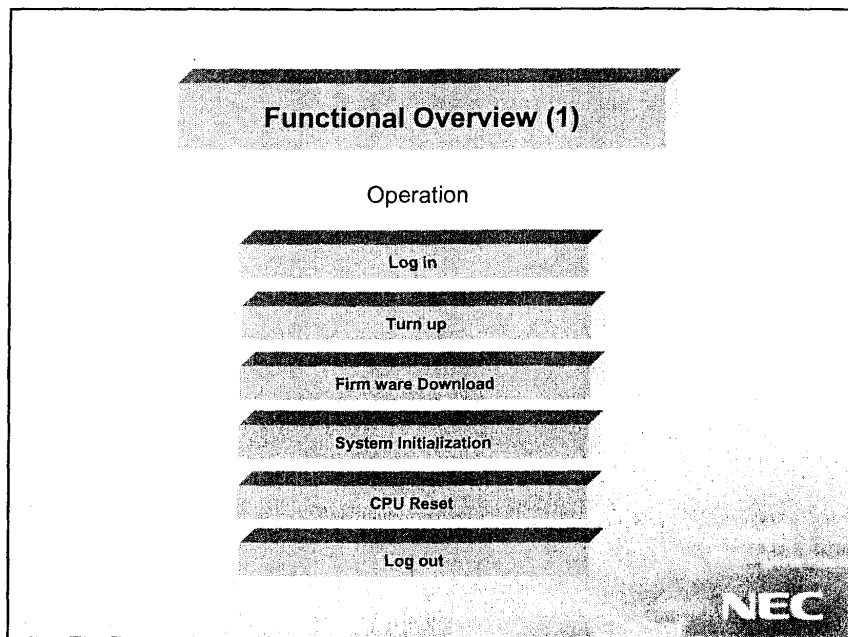 Functional Overview (1)
Operation
Log in
Turn up
Firm ware Download
System Initialization
CPU Reset
Log out
NEC